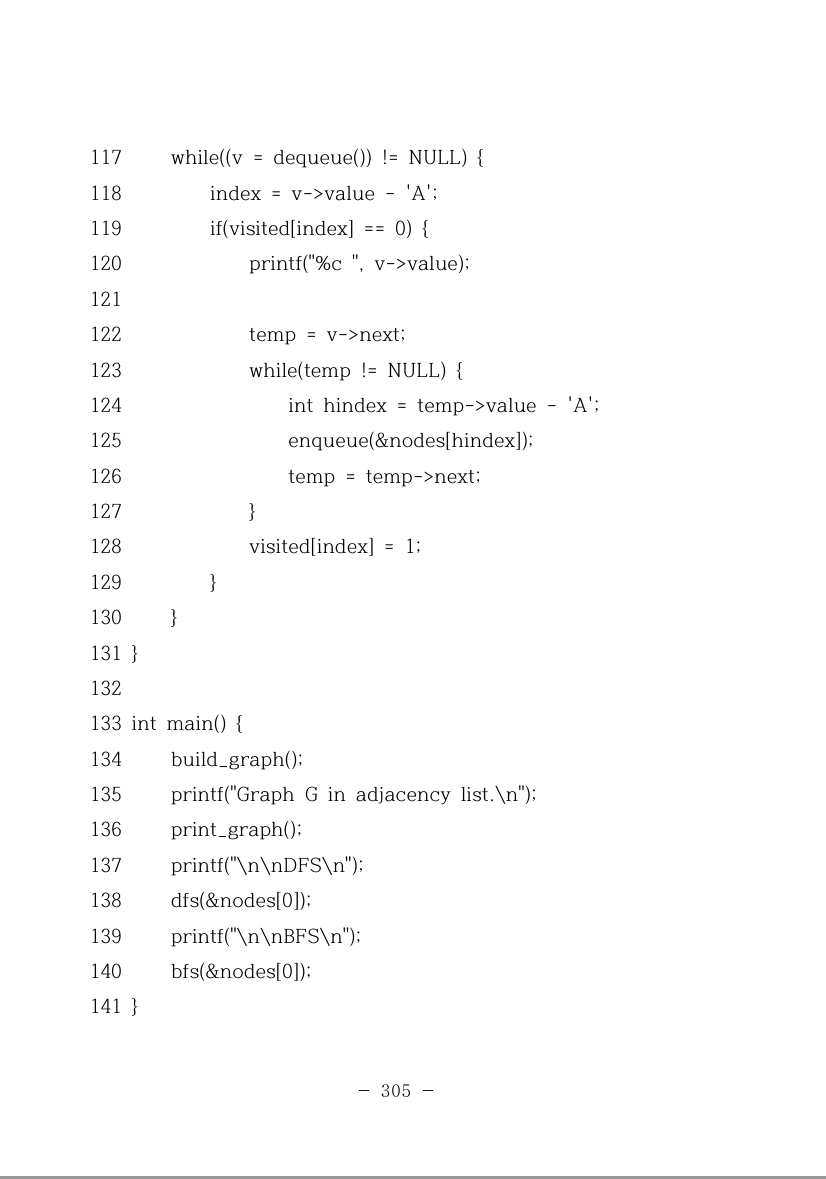 117     while((v = dequeue()) != NULL) {
118         index = v->value - 'A';
119         if(visited[index] == 0) {
120             printf("%c ", v->value);
121
122             temp = v->next;
123             while(temp != NULL) {
124                 int hindex = temp->value - 'A';
125                 enqueue(&nodes[hindex]);
126                 temp = temp->next;
127             }
128             visited[index] = 1;
129         }
130     }
131 }
132
133 int main() {
134     build_graph();
135     printf("Graph G in adjacency list.\n");
136     print_graph();
137     printf("\n\nDFS\n");
138     dfs(&nodes[0]);
139     printf("\n\nBFS\n");
140     bfs(&nodes[0]);
141 }
- 305 -